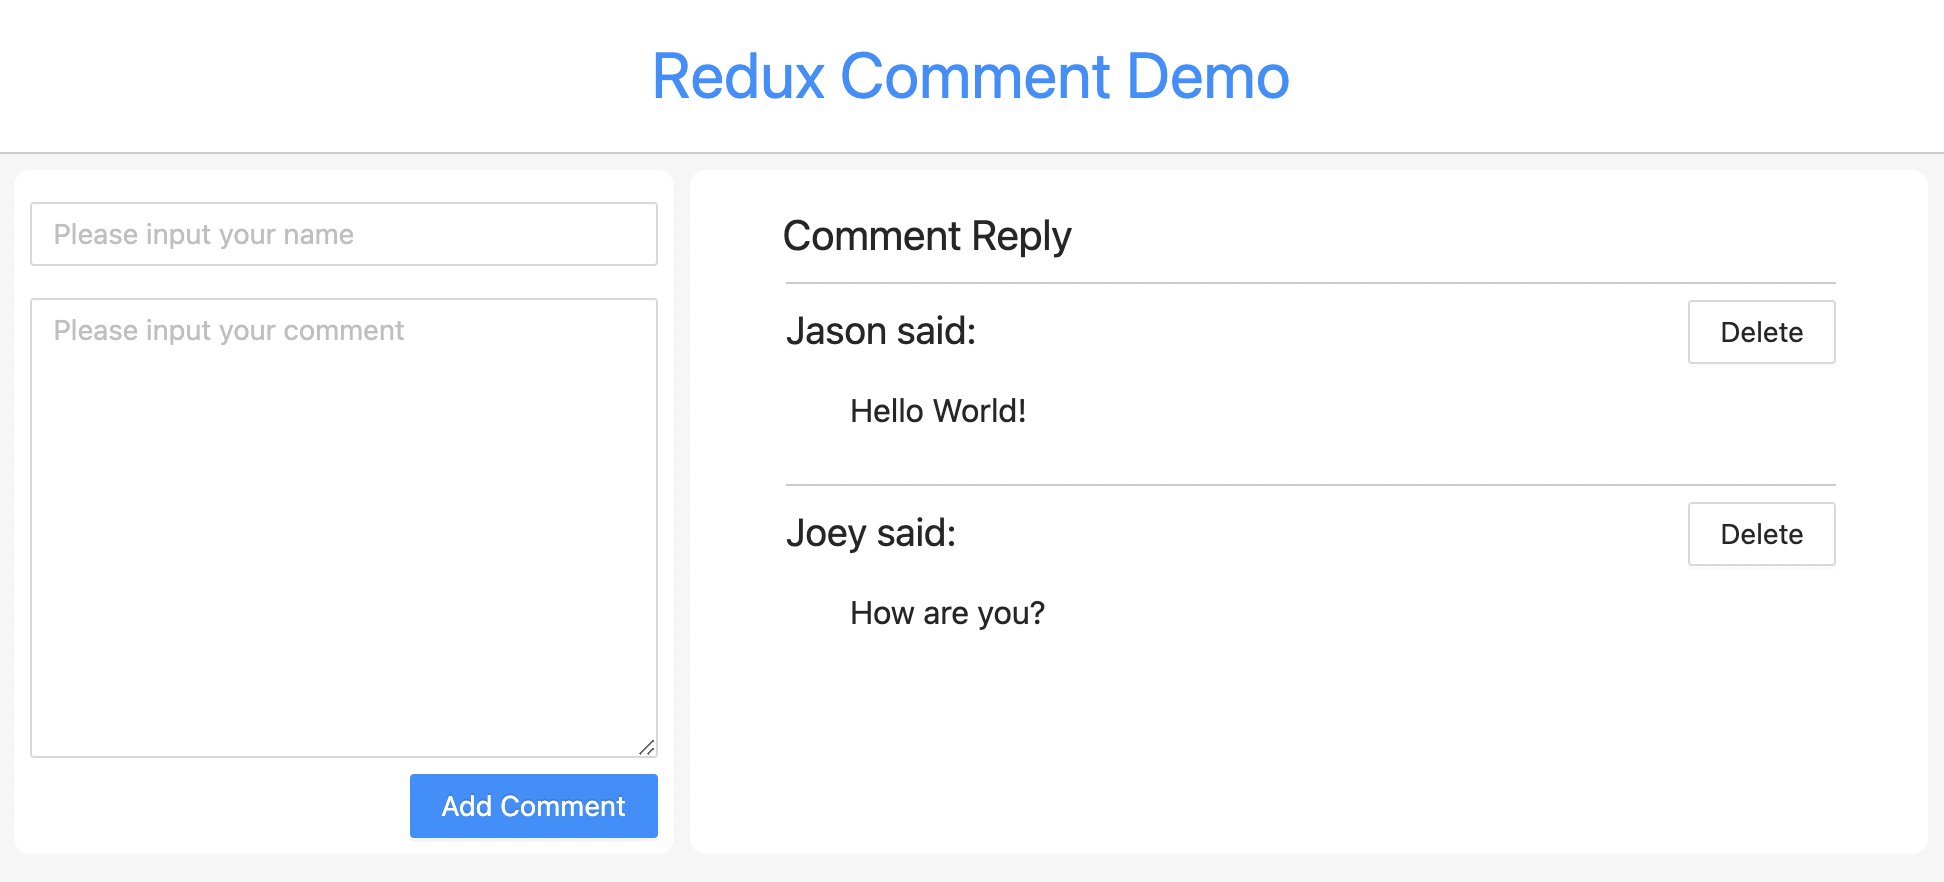 Redux Comment Demo
Please input your name
Please input your comment
Add Comment
Comment Reply
Jason said:
Delete
Hello World!
Joey said:
Delete
How are you?